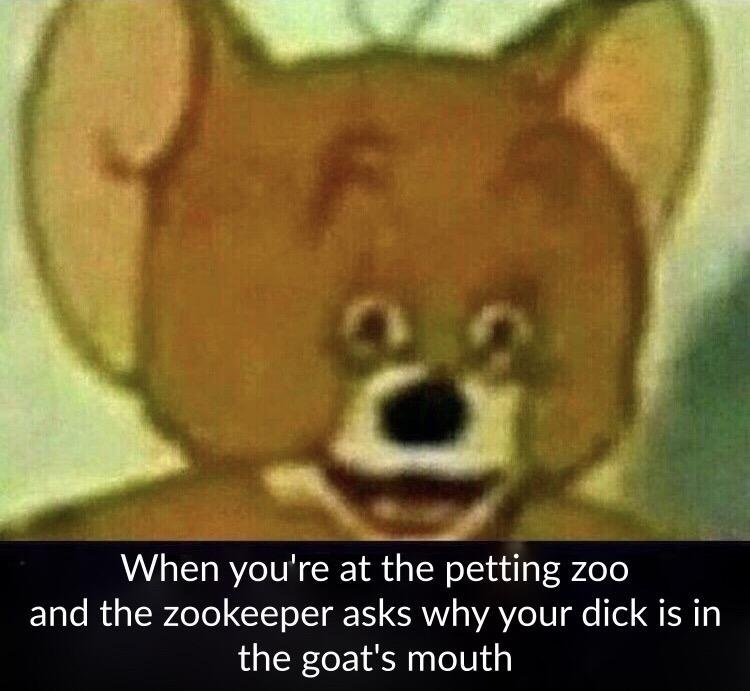 When you're at the petting zoo
and the zookeeper asks why your dick is in
the goat's mouth